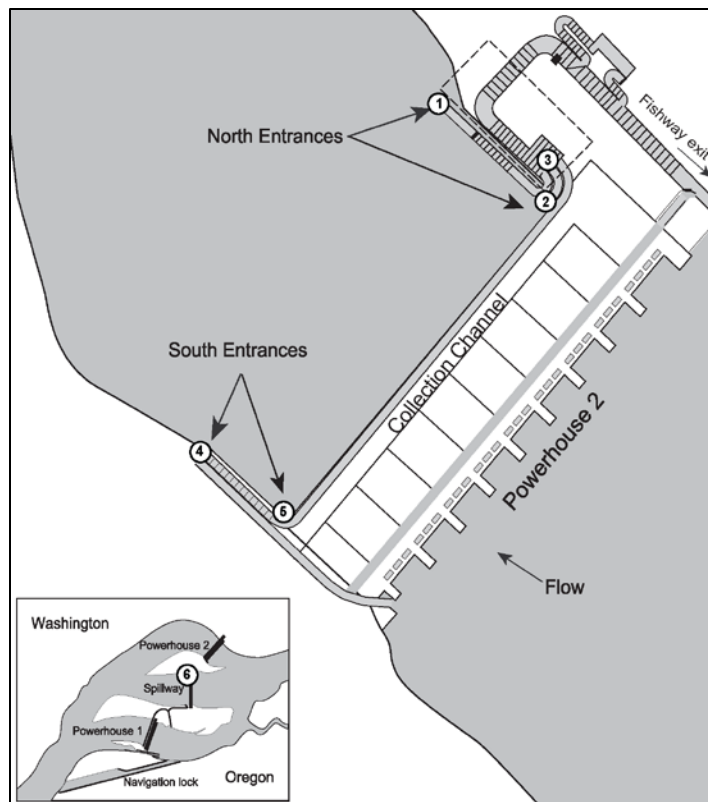 1
North Entrances
3
2
Fishway exit
South Entrances
4
5
Collection Channel
Powerhouse 2
Flow
Washington
Powerhouse 2
6
Spillway
Powerhouse 1
Navigation lock
Oregon